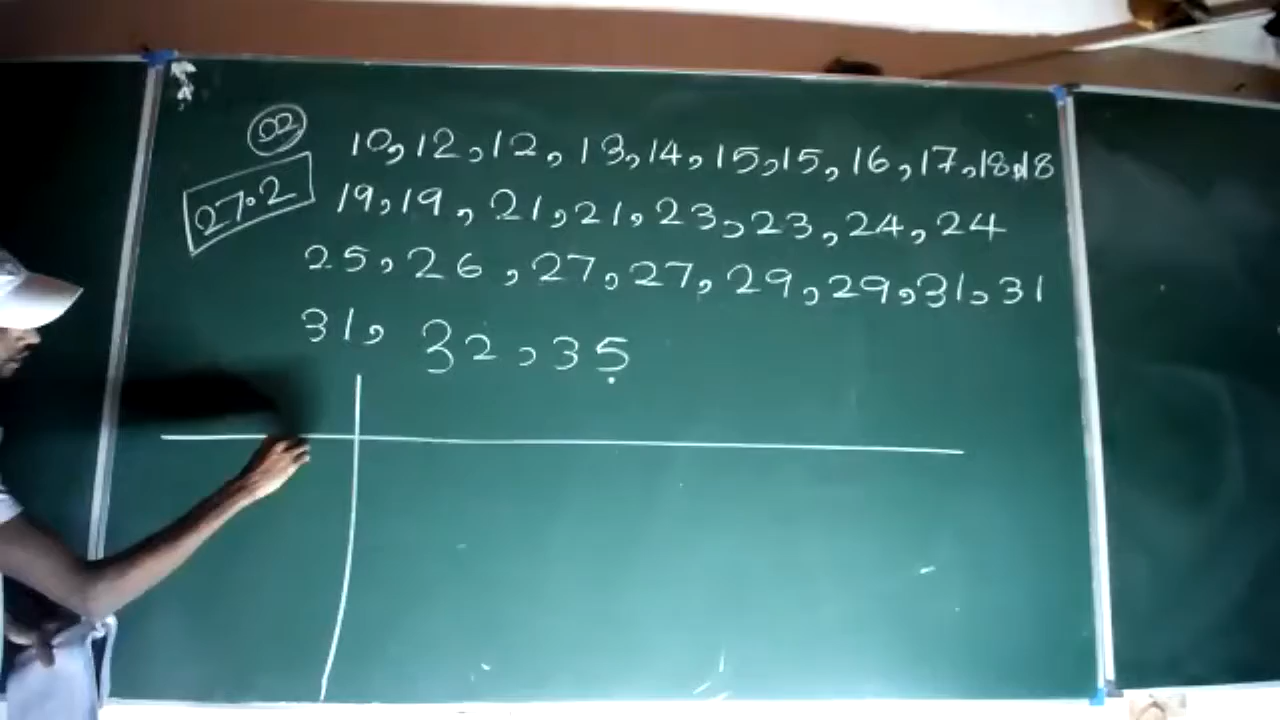 02
10, 12, 12, 13, 14, 15, 15, 16, 17, 18, 18
27.2
19, 19, 21, 21, 23, 23, 24, 24
25, 26, 27, 27, 29, 29, 31, 31
31, 32, 35